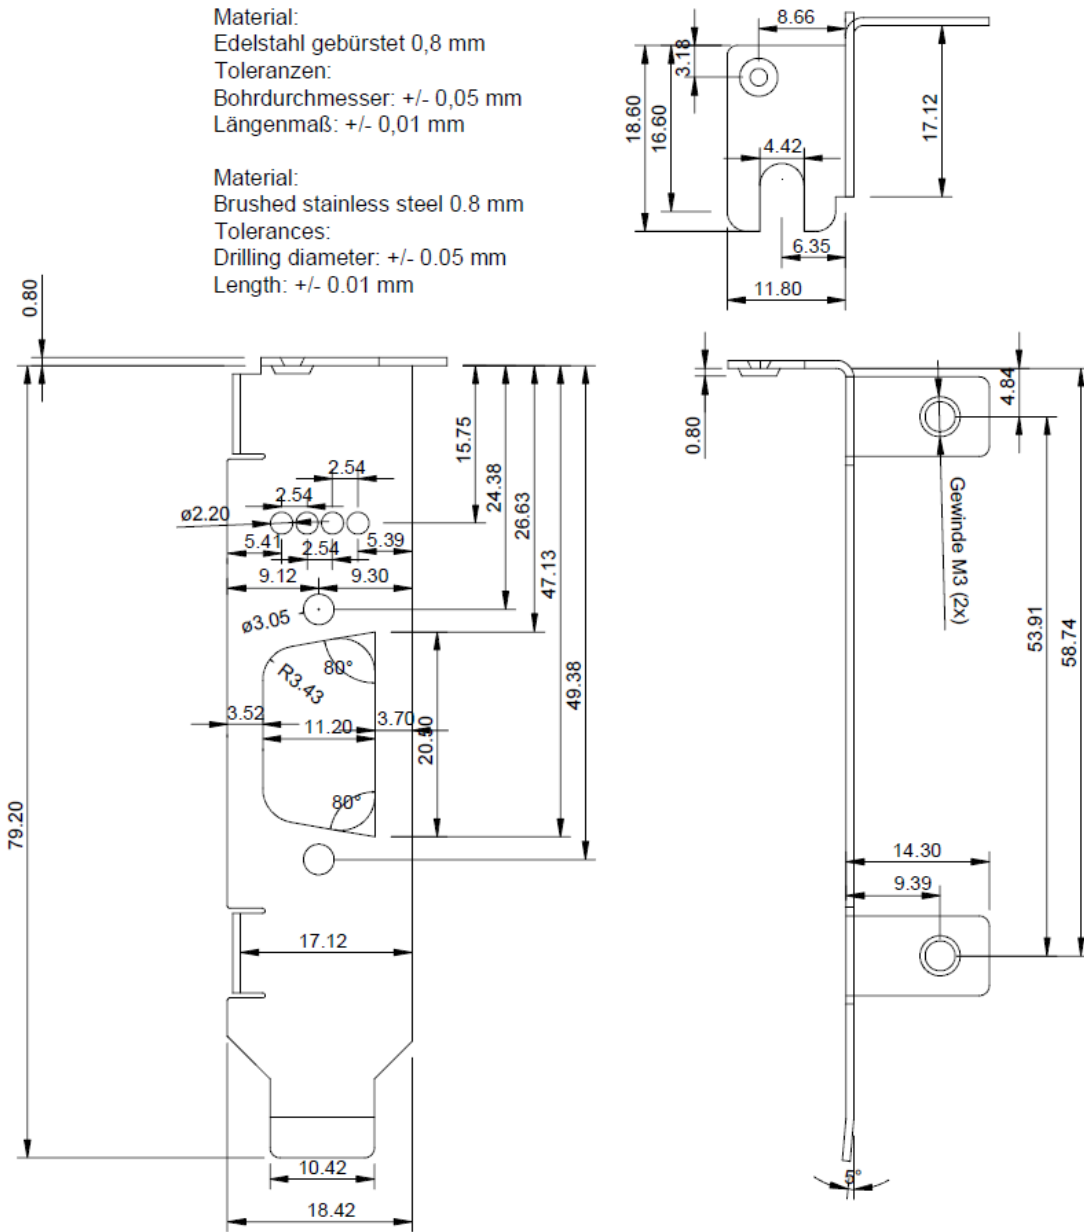 Material:
Edelstahl gebürstet 0,8 mm
Toleranzen:
Bohrdurchmesser: +/- 0,05 mm
Längenmaß: +/- 0,01 mm
Material:
Brushed stainless steel 0.8 mm
Tolerances:
Drilling diameter: +/- 0.05 mm
Length: +/- 0.01 mm
8.66
3.18
18.60
16.60
4.42
17.12
6.35
11.80
0.80
15.75
24.38
26.63
47.13
49.38
2.54
2.54
ø2.20
5.41
2.54
5.39
9.12
9.30
ø3.05
80°
R3.43
3.52
11.20
3.70
20.50
80°
79.20
17.12
10.42
18.42
0.80
4.84
Gewinde M3 (2x)
53.91
58.74
14.30
9.39
5°